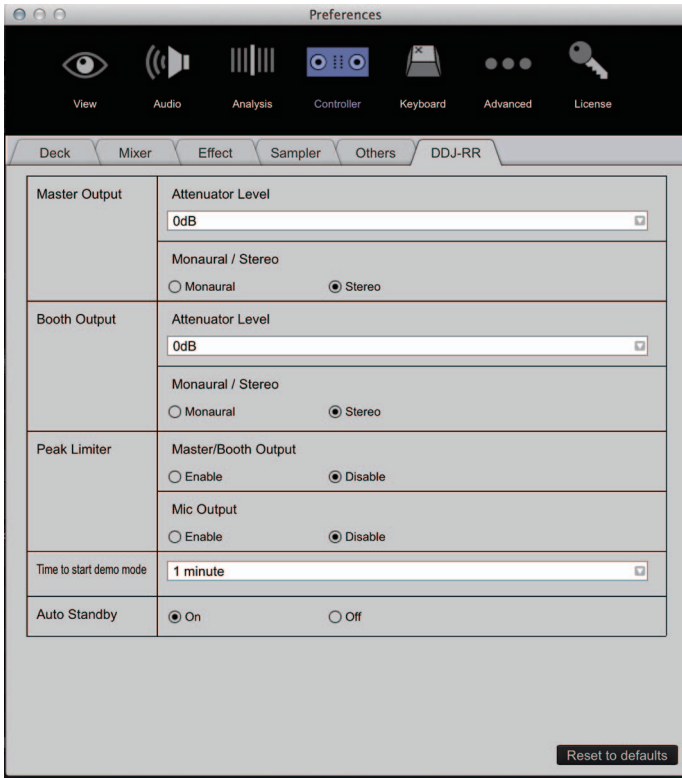 Preferences
View Audio Analysis Controller Keyboard Advanced License
Deck Mixer Effect Sampler Others DDJ-RR
Master Output Attenuator Level
0dB
Monaural / Stereo
Monaural Stereo
Booth Output Attenuator Level
0dB
Monaural / Stereo
Monaural Stereo
Peak Limiter Master/Booth Output
Enable Disable
Mic Output
Enable Disable
Time to start demo mode 1 minute
Auto Standby On Off
Reset to defaults